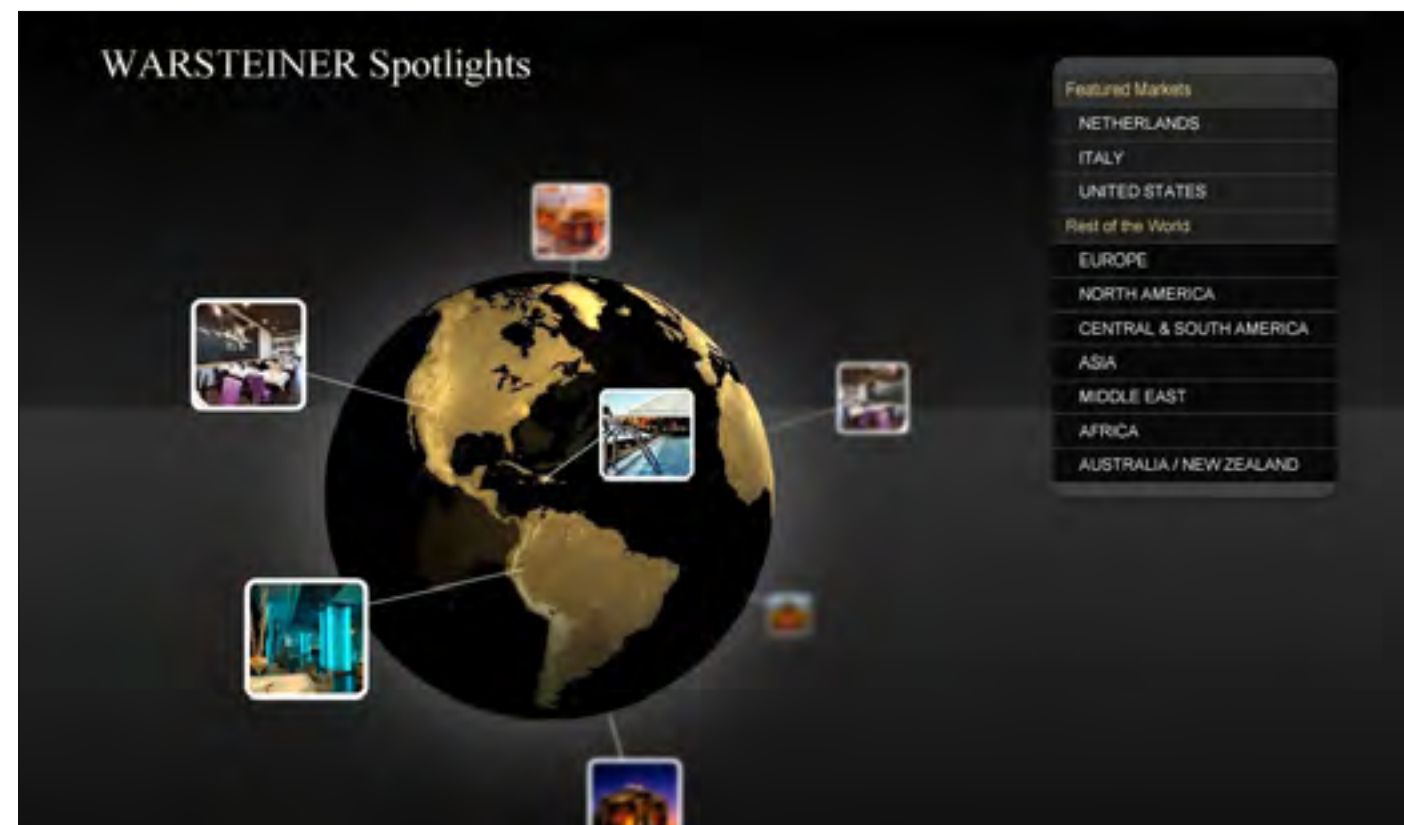 WARSTEINER Spotlights
Featured Markets
NETHERLANDS
ITALY
UNITED STATES
Rest of the World
EUROPE
NORTH AMERICA
CENTRAL & SOUTH AMERICA
ASIA
MIDDLE EAST
AFRICA
AUSTRALIA / NEW ZEALAND